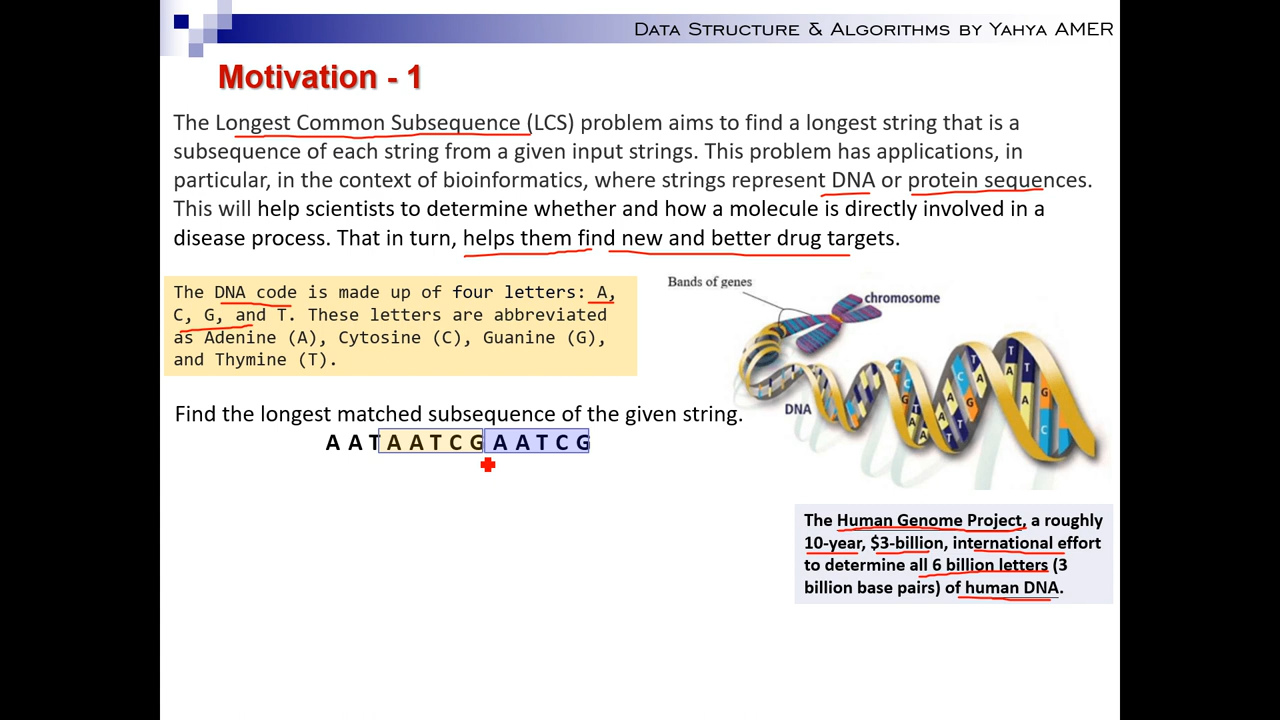 DATA STRUCTURE & ALGORITHMS BY YAHYA AMER
Motivation - 1
The Longest Common Subsequence (LCS) problem aims to find a longest string that is a
subsequence of each string from a given input strings. This problem has applications, in
particular, in the context of bioinformatics, where strings represent DNA or protein sequences.
This will help scientists to determine whether and how a molecule is directly involved in a
disease process. That in turn, helps them find new and better drug targets.
The DNA code is made up of four letters: A,
C, G, and T. These letters are abbreviated
as Adenine (A), Cytosine (C), Guanine (G),
and Thymine (T).
Bands of genes
chromosome
DNA
Find the longest matched subsequence of the given string.
A A T A A T C G A A T C G
The Human Genome Project, a roughly
10-year, $3-billion, international effort
to determine all 6 billion letters (3
billion base pairs) of human DNA.